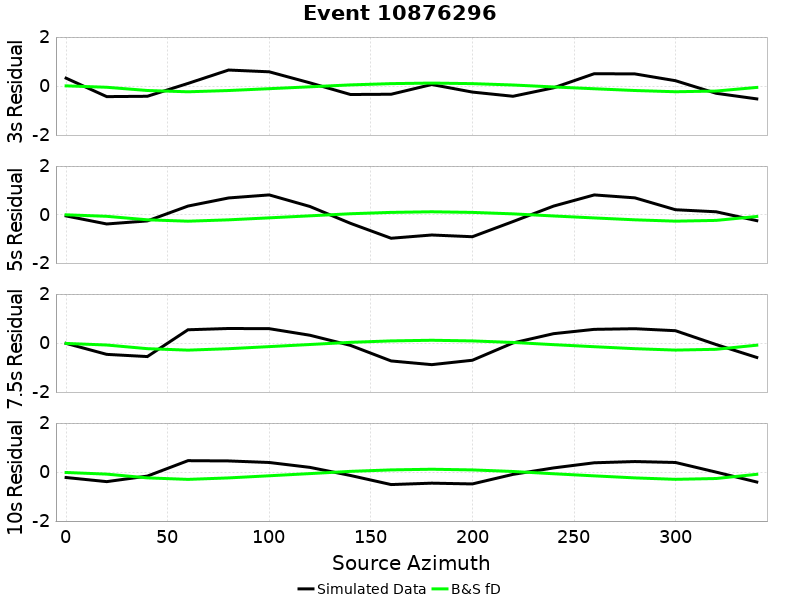 Event 10876296
3s Residual
2
0
-2
5s Residual
2
0
-2
7.5s Residual
2
0
-2
10s Residual
2
0
-2
0 50 100 150 200 250 300
Source Azimuth
Simulated Data B&S fD